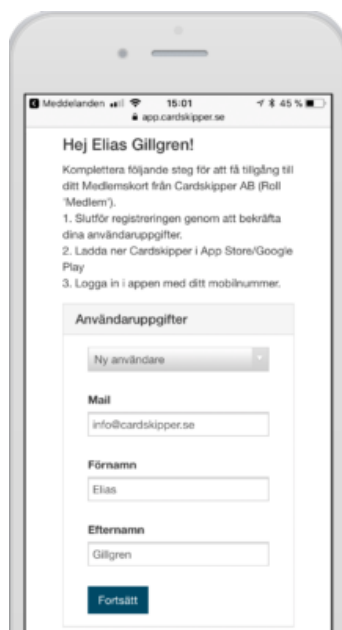 Meddelanden 15:01 45 %
app.cardskipper.se
Hej Elias Gillgren!
Komplettera följande steg för att få tillgång till
ditt Medlemskort från Cardskipper AB (Roll
'Medlem').
1. Slutför registreringen genom att bekräfta
dina användaruppgifter.
2. Ladda ner Cardskipper i App Store/Google
Play
3. Logga in i appen med ditt mobilnummer.
Användaruppgifter
Ny användare
Mail
info@cardskipper.se
Förnamn
Elias
Efternamn
Gillgren
Fortsätt